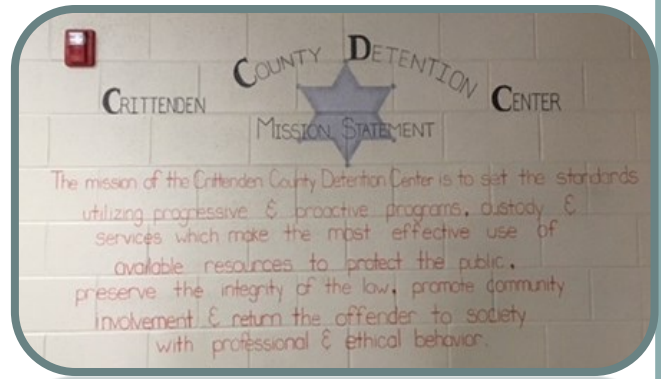 CRITTENDEN COUNTY DETENTION CENTER
MISSION STATEMENT
The mission of the Crittenden County Detention Center is to set the standards
utilizing progressive & proactive programs, custody &
services which make the most effective use of
available resources to protect the public,
preserve the integrity of the law, promote community
involvement & return the offender to society
with professional & ethical behavior.